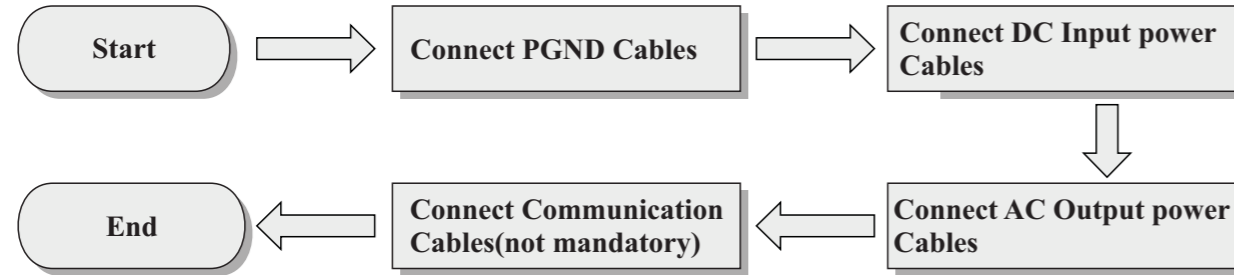 Start
Connect PGND Cables
Connect DC Input power
Cables
Connect AC Output power
Cables
Connect Communication
Cables(not mandatory)
End